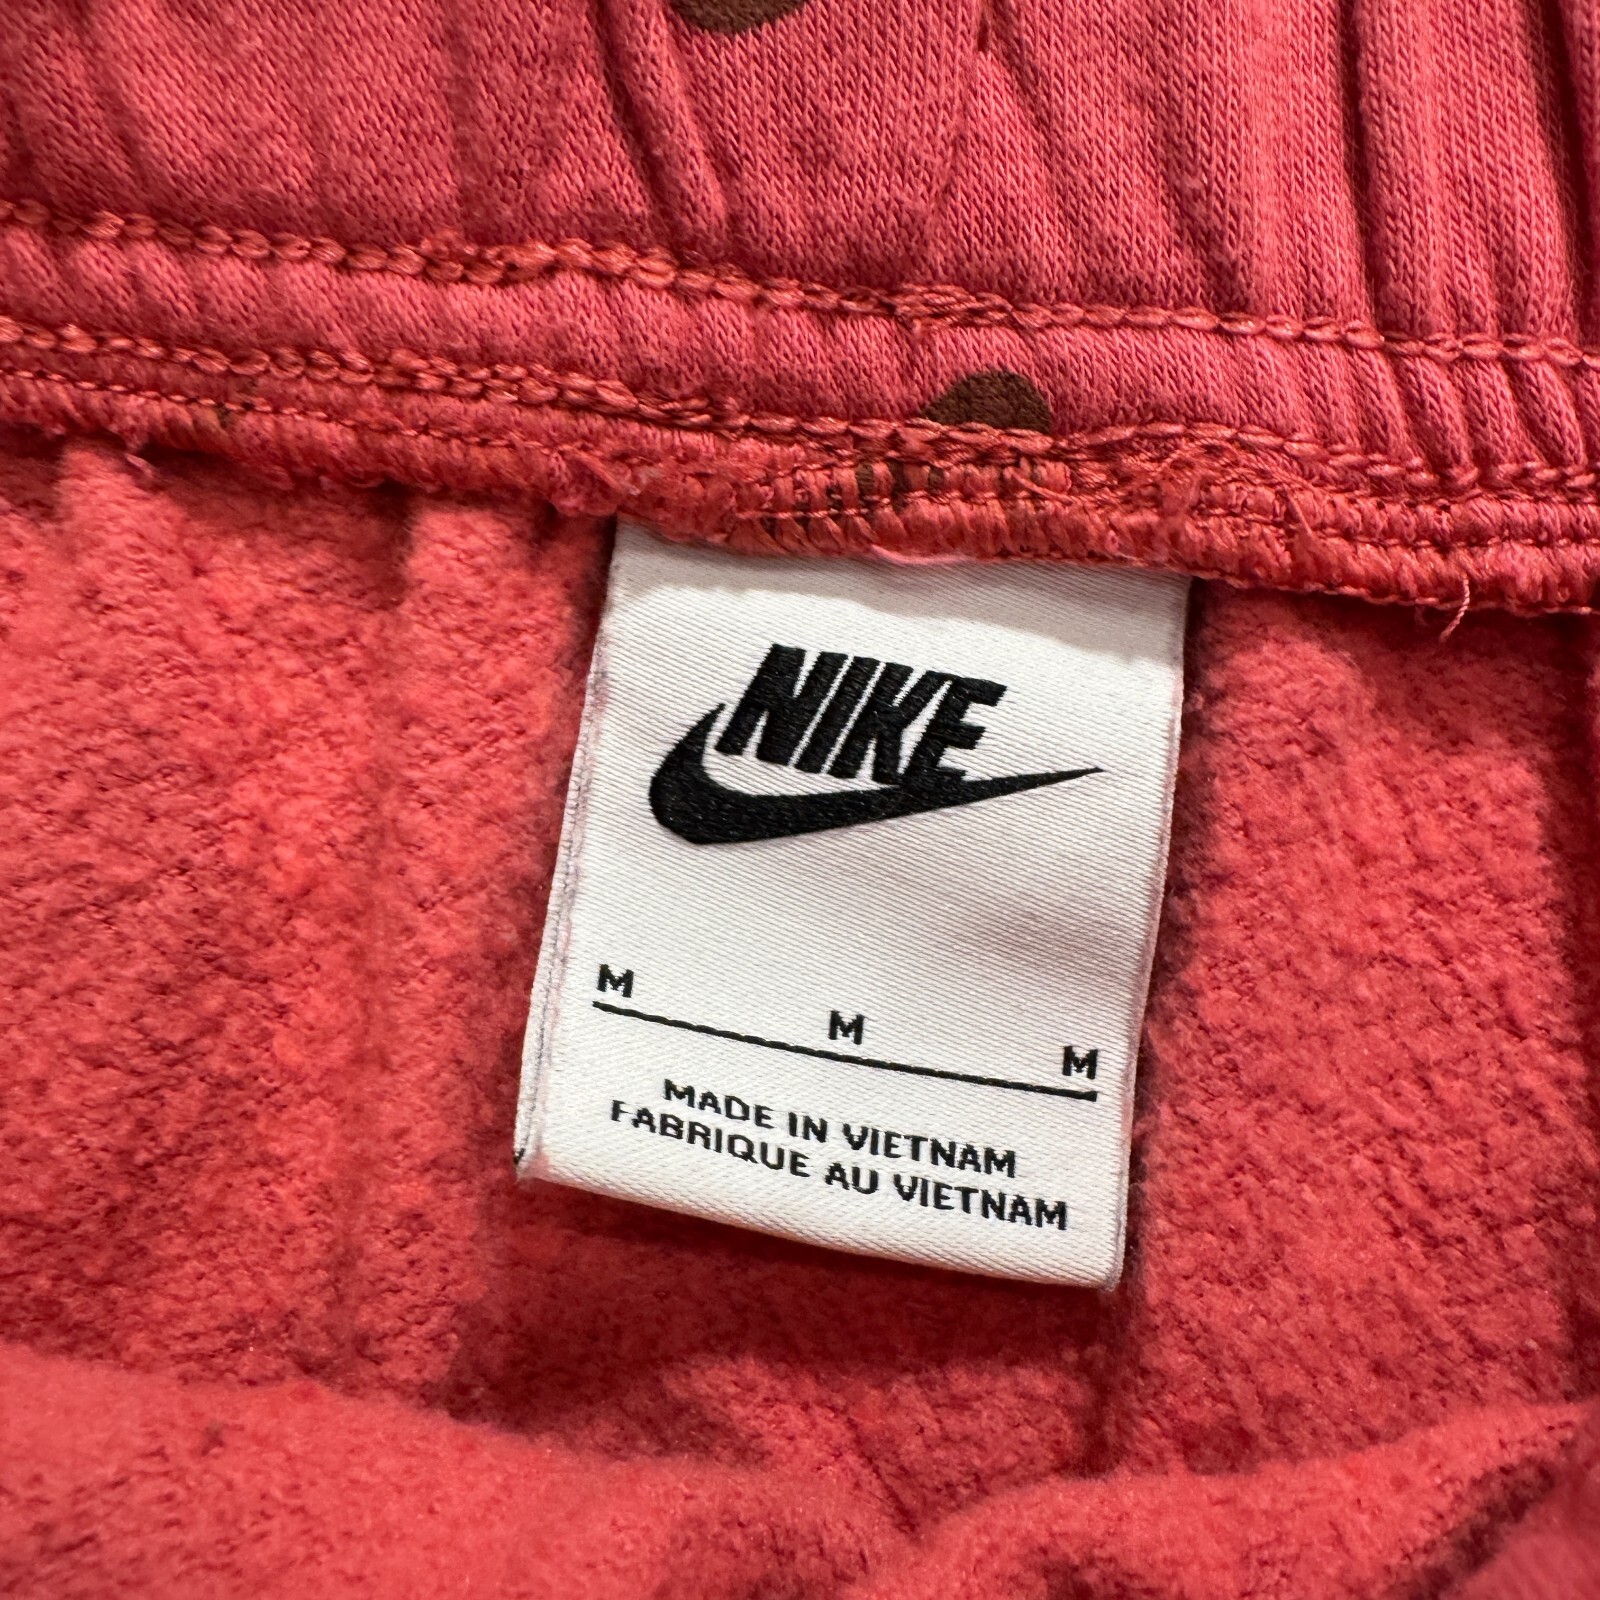 NIKE
M M M
MADE IN VIETNAM
FABRIQUE AU VIETNAM